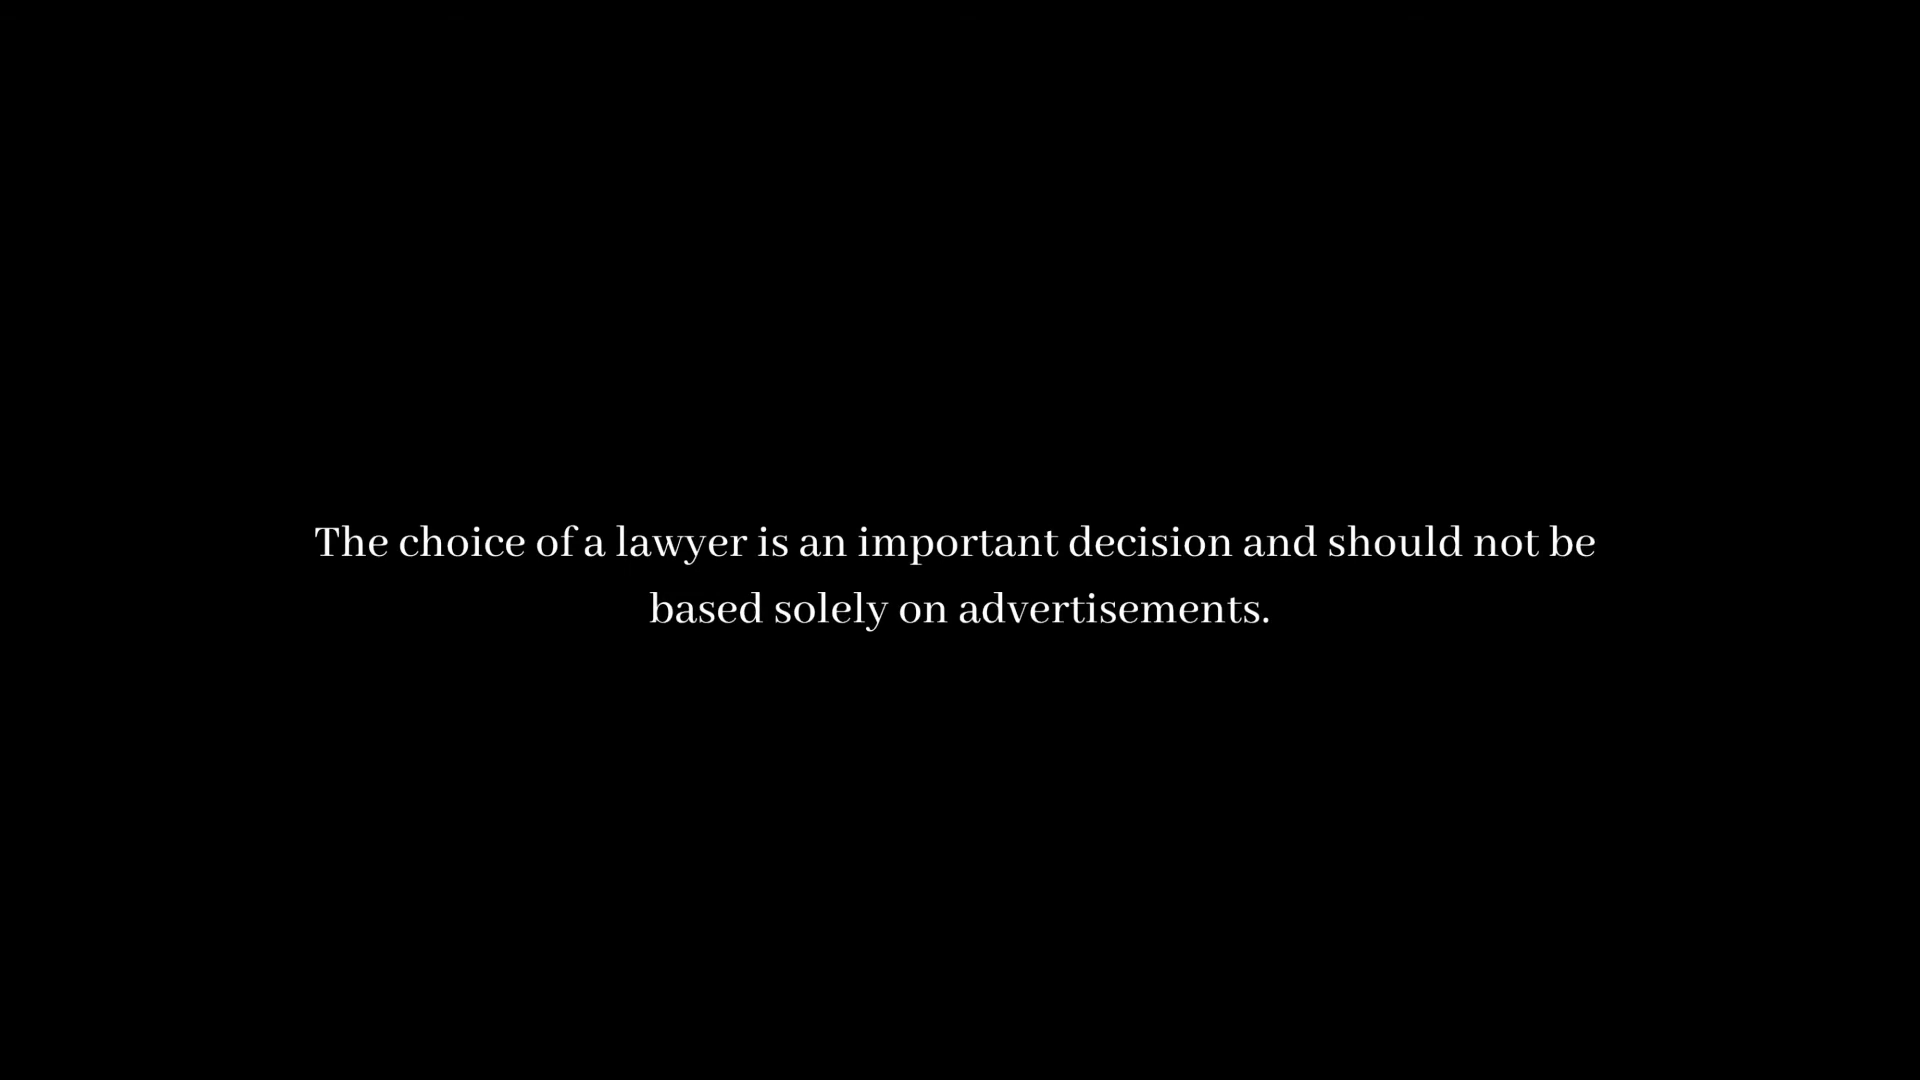 The choice of a lawyer is an important decision and should not be
based solely on advertisements.